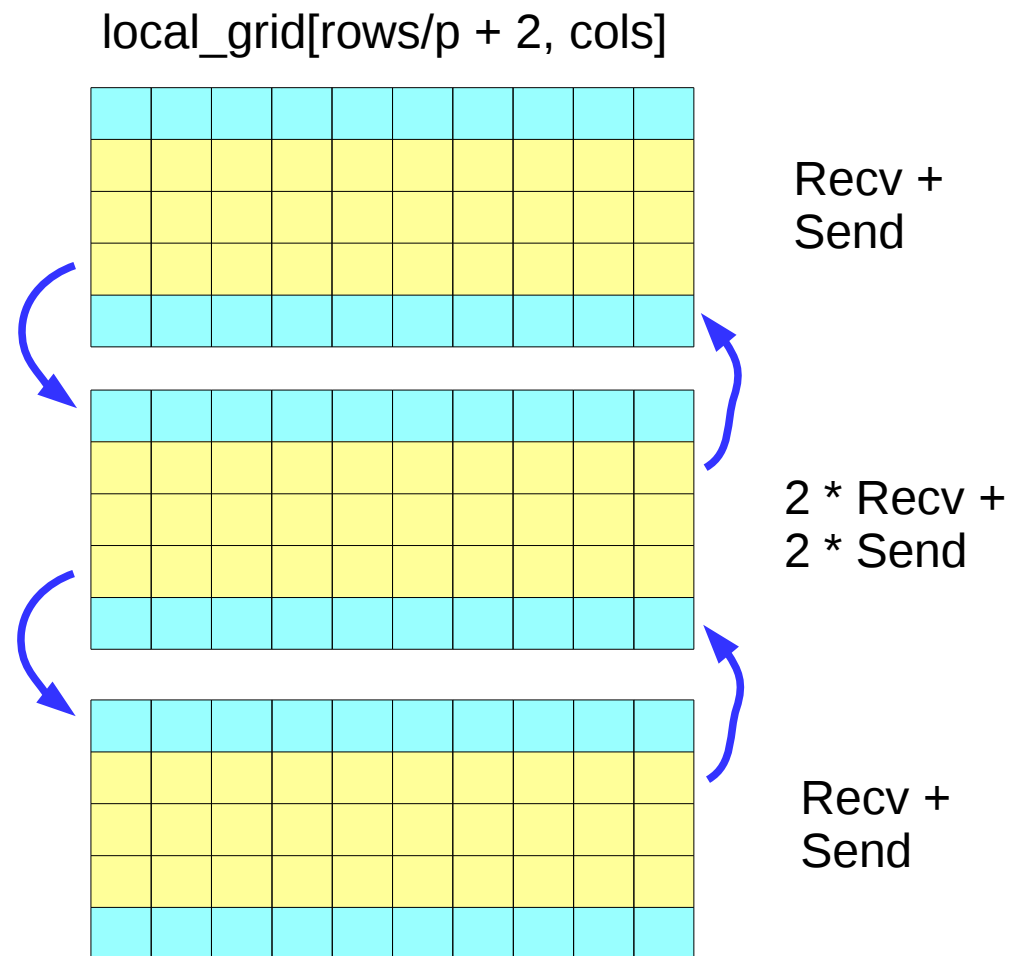 local_grid[rows/p + 2, cols]
Recv +
Send
2 * Recv +
2 * Send
Recv +
Send